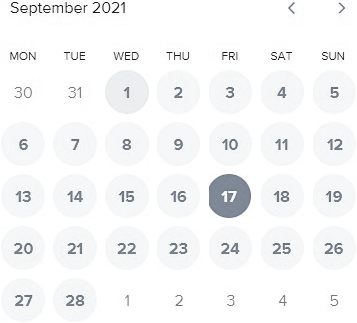 September 2021
MON TUE WED THU FRI SAT SUN
30 31 1 2 3 4 5
6 7 8 9 10 11 12
13 14 15 16 17 18 19
20 21 22 23 24 25 26
27 28 1 2 3 4 5